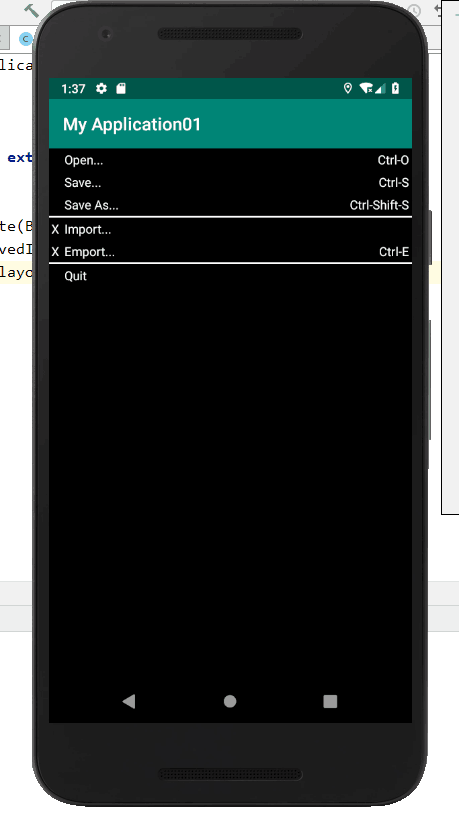 lica
ext
te(B
vedI
layo
1:37
My Application01
Open... Ctrl-O
Save... Ctrl-S
Save As... Ctrl-Shift-S
X Import...
X Emport... Ctrl-E
Quit